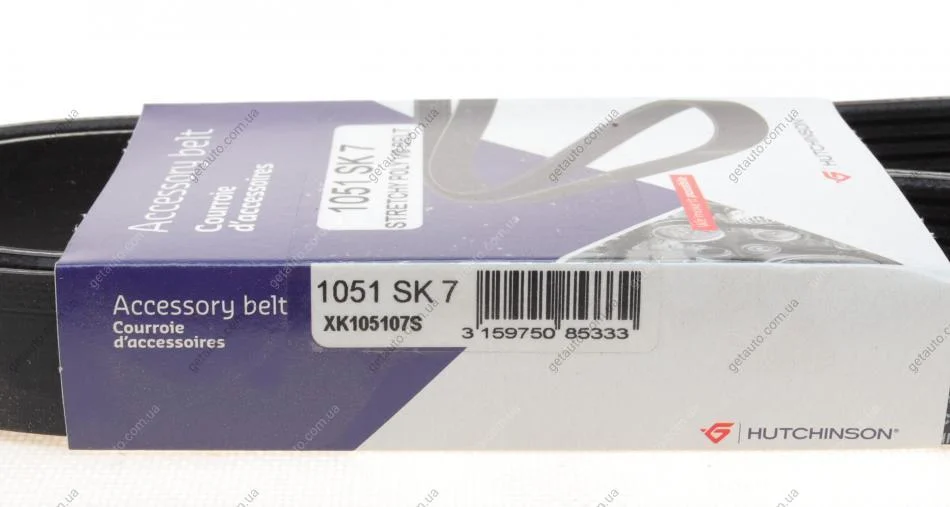 Accessory belt
Courroie
d'accessoires
1051 SK 7
STRETCHY POLY V-BELT
HUTCHINSON
Accessory belt
Courroie
d'accessoires
1051 SK 7
XK105107S
3 159750 85333
HUTCHINSON®
getauto.com.ua